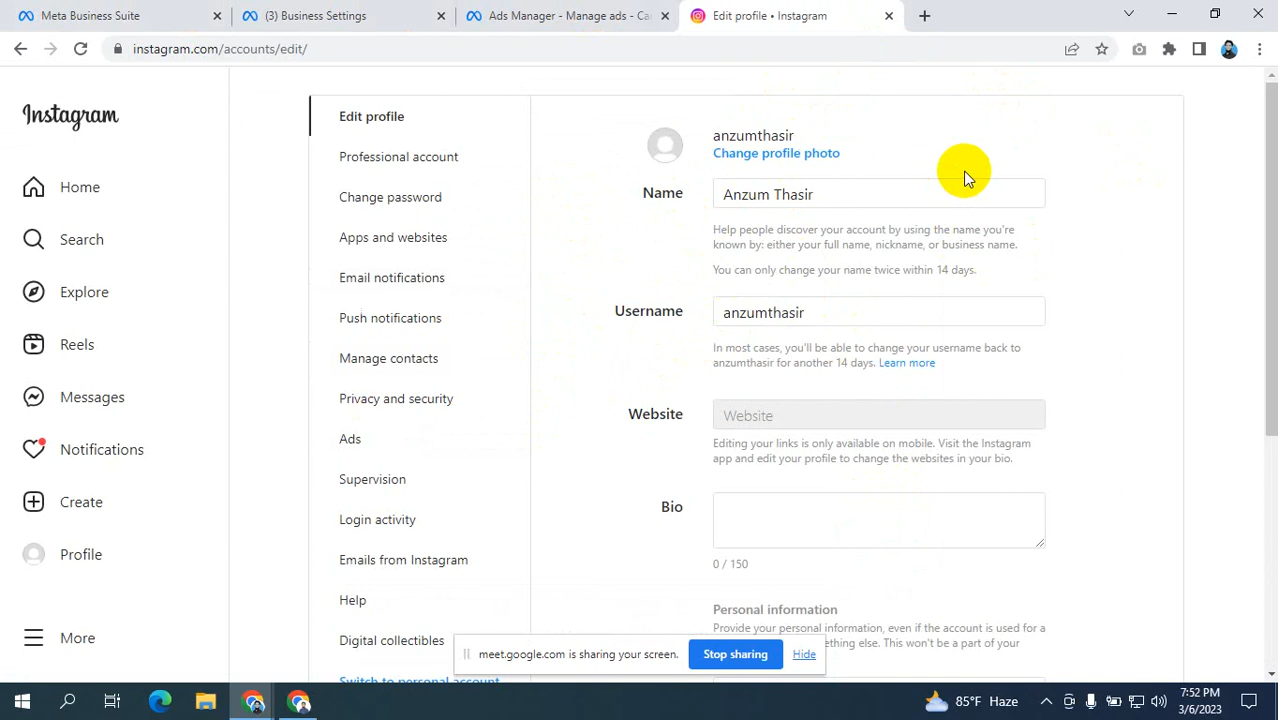 Meta Business Suite
(3) Business Settings
Ads Manager - Manage ads - Ca
Edit profile • Instagram
instagram.com/accounts/edit/
Instagram
Home
Search
Explore
Reels
Messages
Notifications
Create
Profile
More
Edit profile
Professional account
Change password
Apps and websites
Email notifications
Push notifications
Manage contacts
Privacy and security
Ads
Supervision
Login activity
Emails from Instagram
Help
Digital collectibles
Switch to personal account
anzumthasir
Change profile photo
Name
Anzum Thasir
Help people discover your account by using the name you're
known by: either your full name, nickname, or business name.
You can only change your name twice within 14 days.
Username
anzumthasir
In most cases, you'll be able to change your username back to
anzumthasir for another 14 days. Learn more
Website
Website
Editing your links is only available on mobile. Visit the Instagram
app and edit your profile to change the websites in your bio.
Bio
0 / 150
Personal information
Provide your personal information, even if the account is used for a
thing else. This won't be a part of your
meet.google.com is sharing your screen.
Stop sharing
Hide
85°F Haze
7:52 PM
3/6/2023